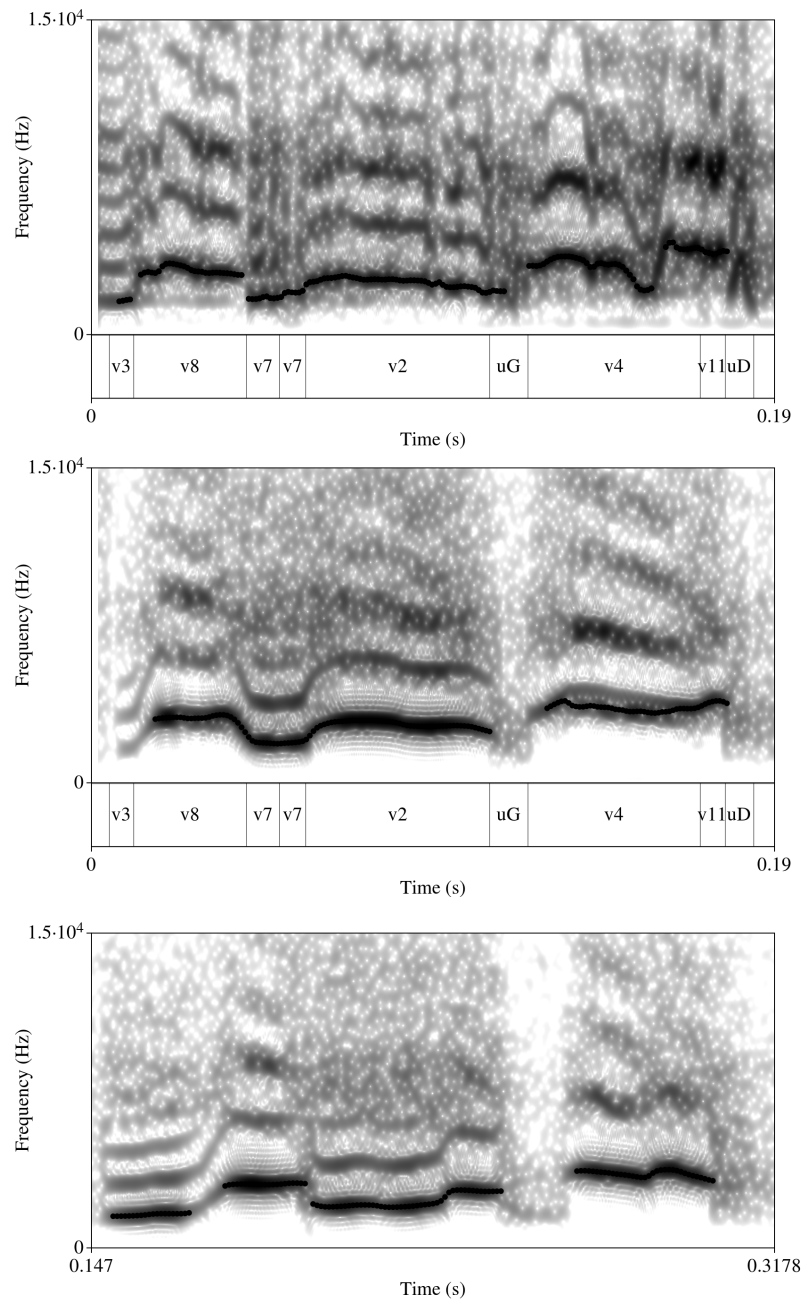 1.5·10⁴
Frequency (Hz)
0
v3 v8 v7 v7 v2 uG v4 v11 uD
0 0.19
Time (s)
1.5·10⁴
Frequency (Hz)
0
v3 v8 v7 v7 v2 uG v4 v11 uD
0 0.19
Time (s)
1.5·10⁴
Frequency (Hz)
0
0.147 0.3178
Time (s)